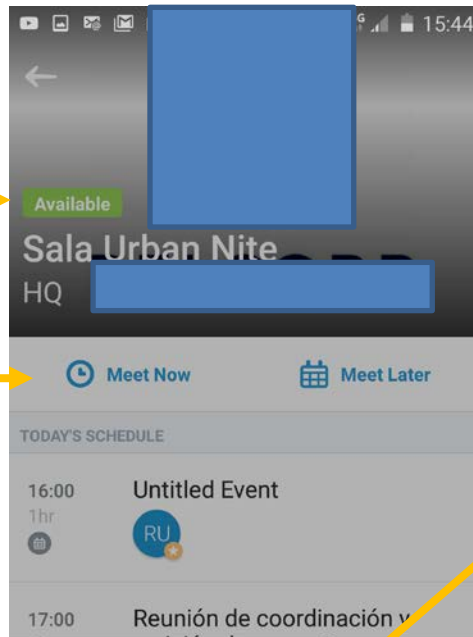 15:44
Available
Sala Urban Nite
HQ
Meet Now
Meet Later
TODAY'S SCHEDULE
16:00
Untitled Event
1hr
RU
17:00
Reunión de coordinación y